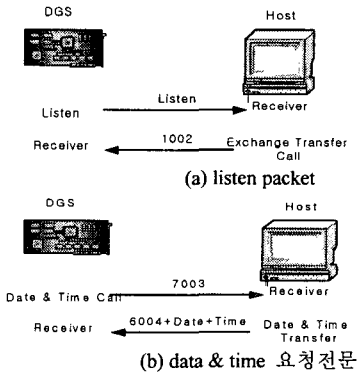 DGS
Host
Listen
Listen
Receiver
Receiver
1002
Exchange Transfer
Call
(a) listen packet
DGS
Host
7003
Date & Time Call
Receiver
Receiver
6004+Date+Time
Date & Time
Transfer
(b) data & time 요청전문